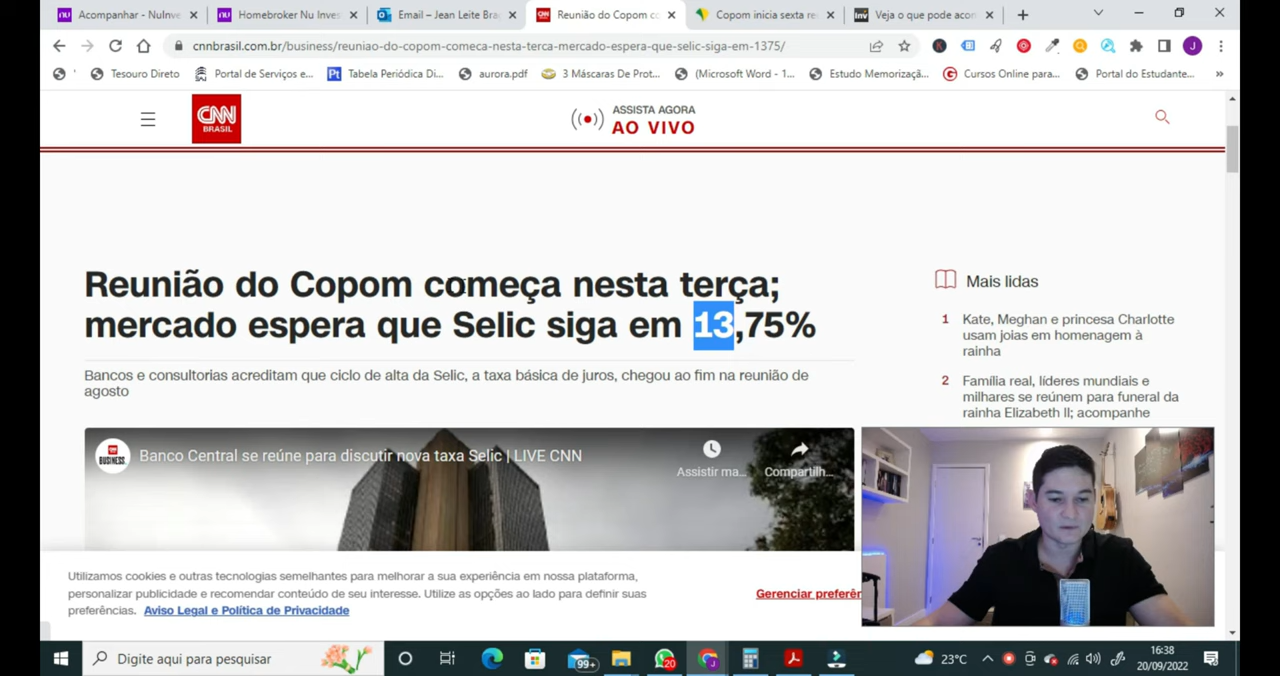 Acompanhar - NuInve
Homebroker Nu Inves
Email – Jean Leite Bra
Reunião do Copom co
Copom inicia sexta re
Veja o que pode acon
cnnbrasil.com.br/business/reuniao-do-copom-comeca-nesta-terca-mercado-espera-que-selic-siga-em-1375/
Tesouro Direto
Portal de Serviços e...
Tabela Periódica Di...
aurora.pdf
3 Máscaras De Prot...
(Microsoft Word - 1...
Estudo Memorizaçã...
Cursos Online para...
Portal do Estudante...
CNN
BRASIL
ASSISTA AGORA
AO VIVO
Reunião do Copom começa nesta terça;
mercado espera que Selic siga em 13,75%
Bancos e consultorias acreditam que ciclo de alta da Selic, a taxa básica de juros, chegou ao fim na reunião de
agosto
Mais lidas
1 Kate, Meghan e princesa Charlotte
usam joias em homenagem à
rainha
2 Família real, líderes mundiais e
milhares se reúnem para funeral da
rainha Elizabeth II; acompanhe
BUSINESS
Banco Central se reúne para discutir nova taxa Selic | LIVE CNN
Assistir ma...
Compartilh...
Utilizamos cookies e outras tecnologias semelhantes para melhorar a sua experiência em nossa plataforma,
personalizar publicidade e recomendar conteúdo de seu interesse. Utilize as opções ao lado para definir suas
preferências. Aviso Legal e Política de Privacidade
Gerenciar preferên
Digite aqui para pesquisar
99+
20
23°C
16:38
20/09/2022